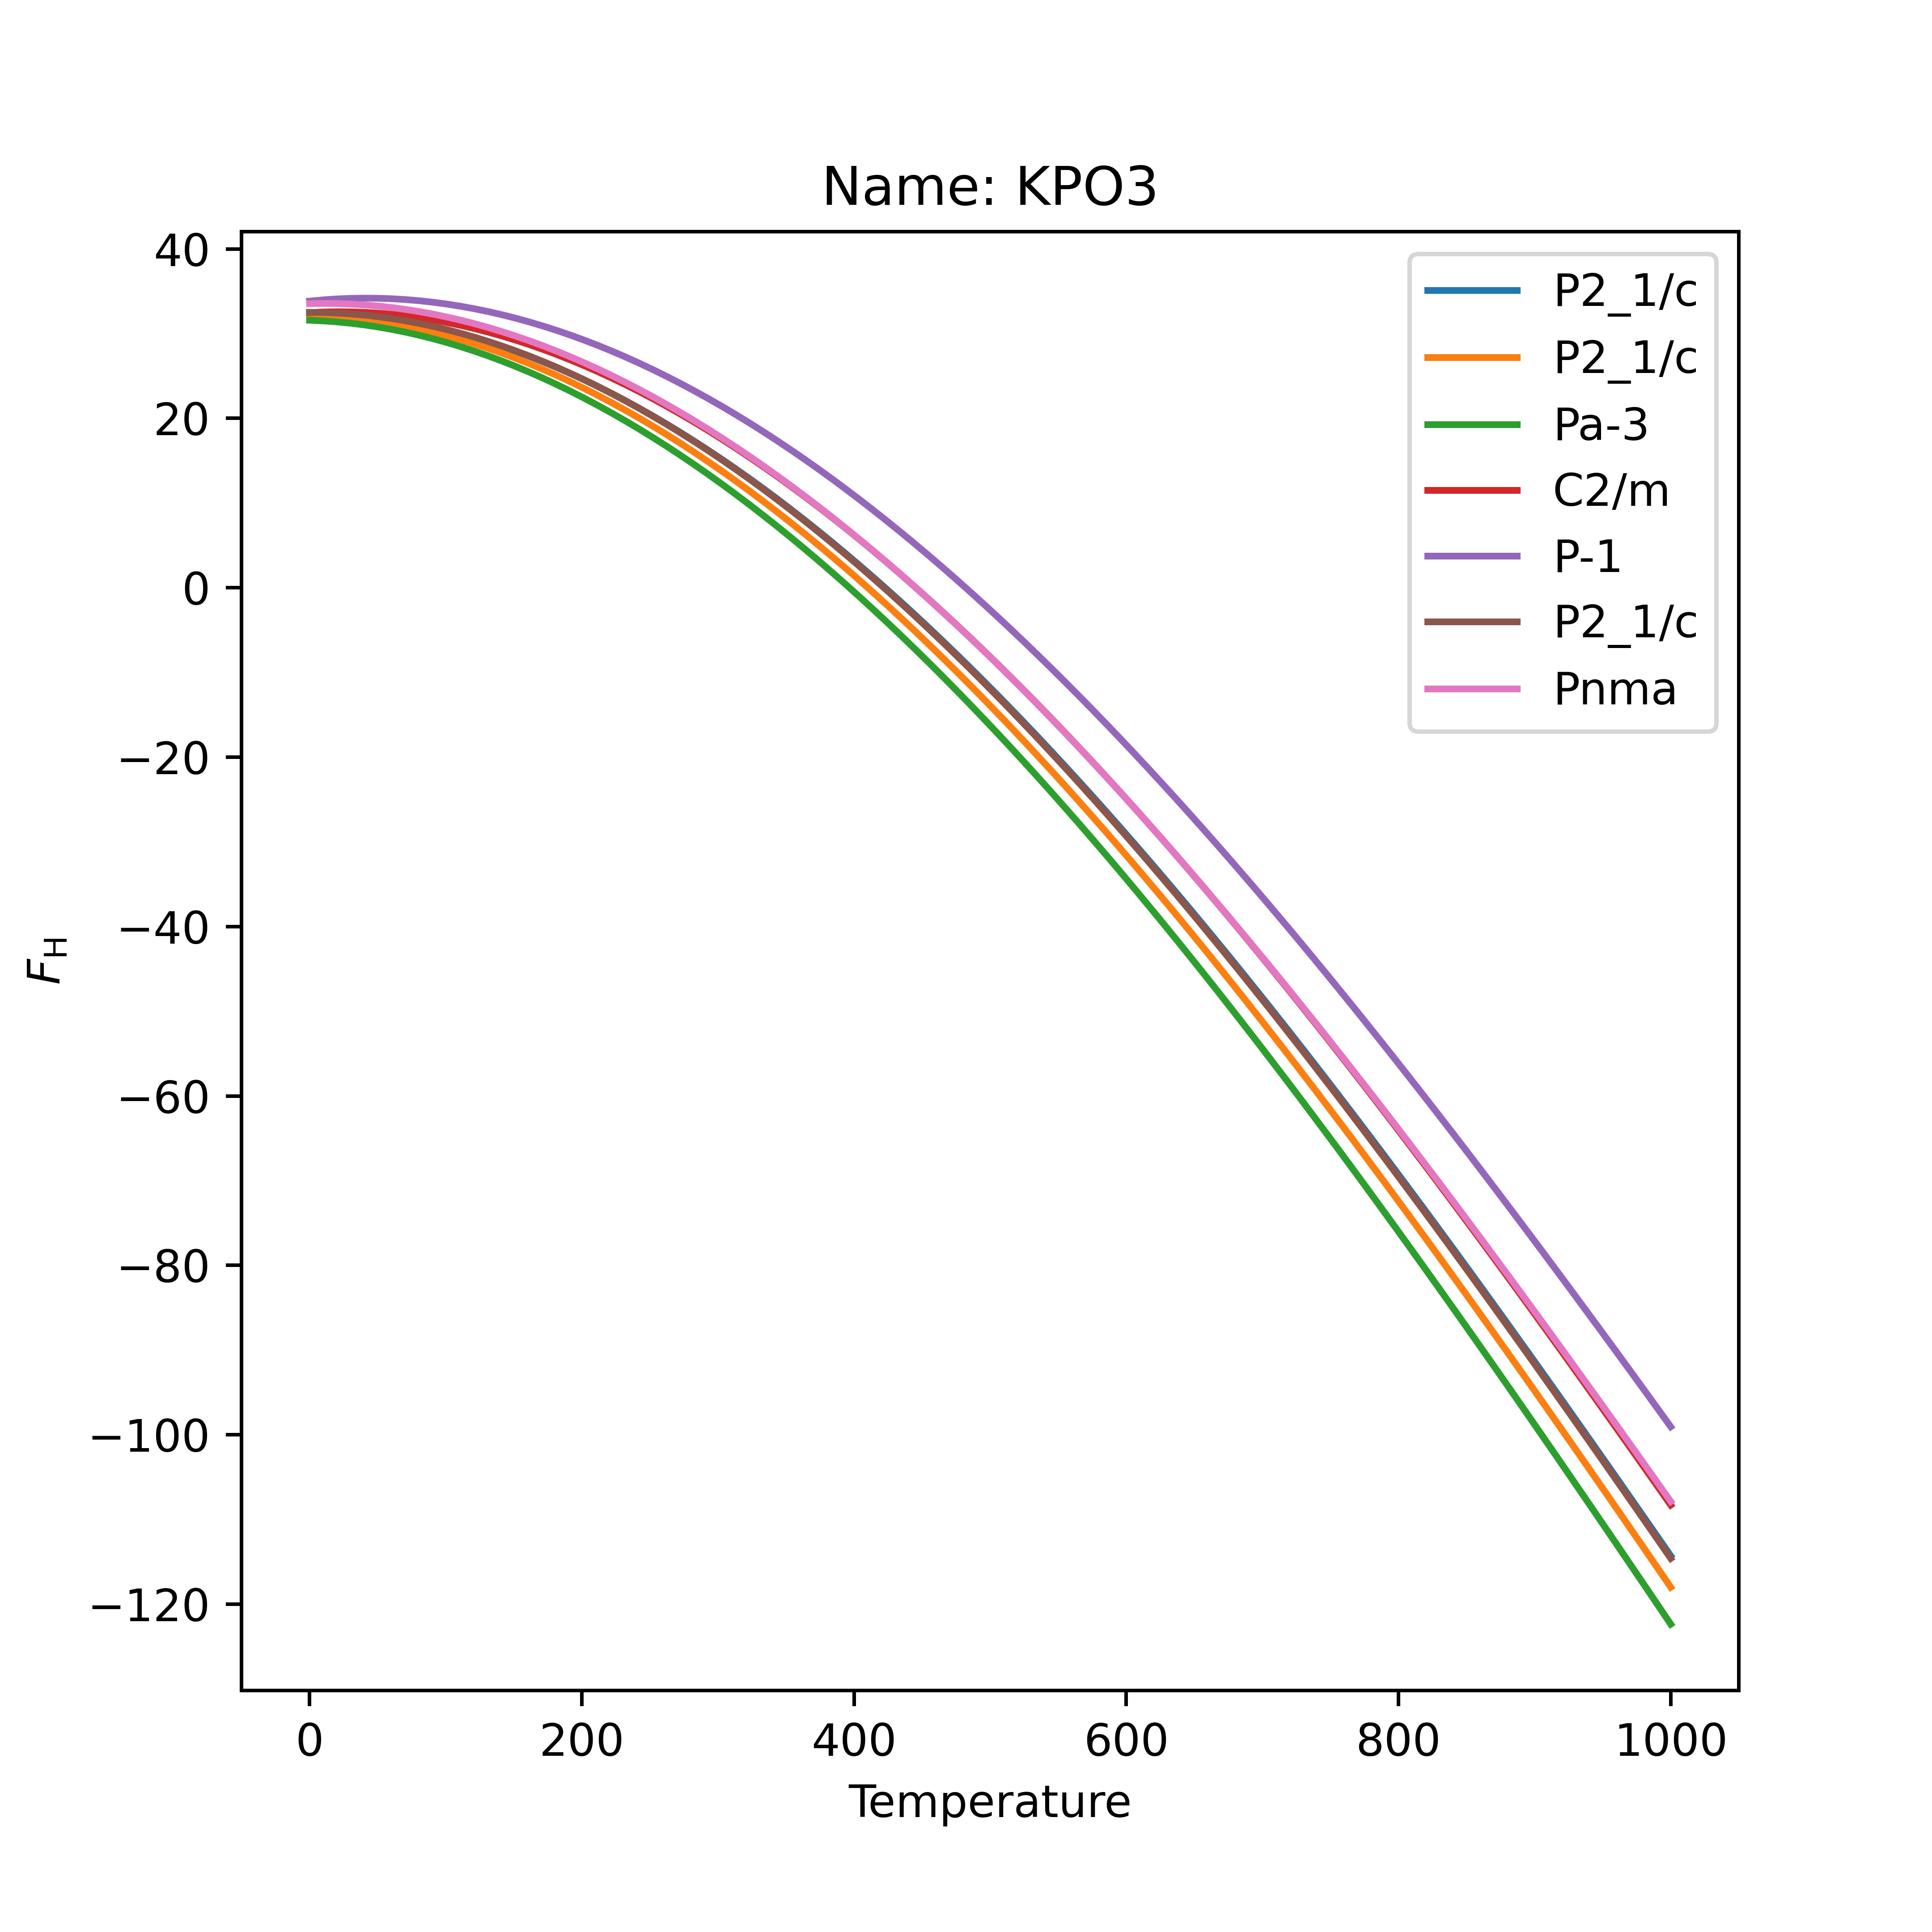 Name: KPO3
40
20
0
−20
−40
−60
−80
−100
−120
F_H
P2_1/c
P2_1/c
Pa-3
C2/m
P-1
P2_1/c
Pnma
0 200 400 600 800 1000
Temperature